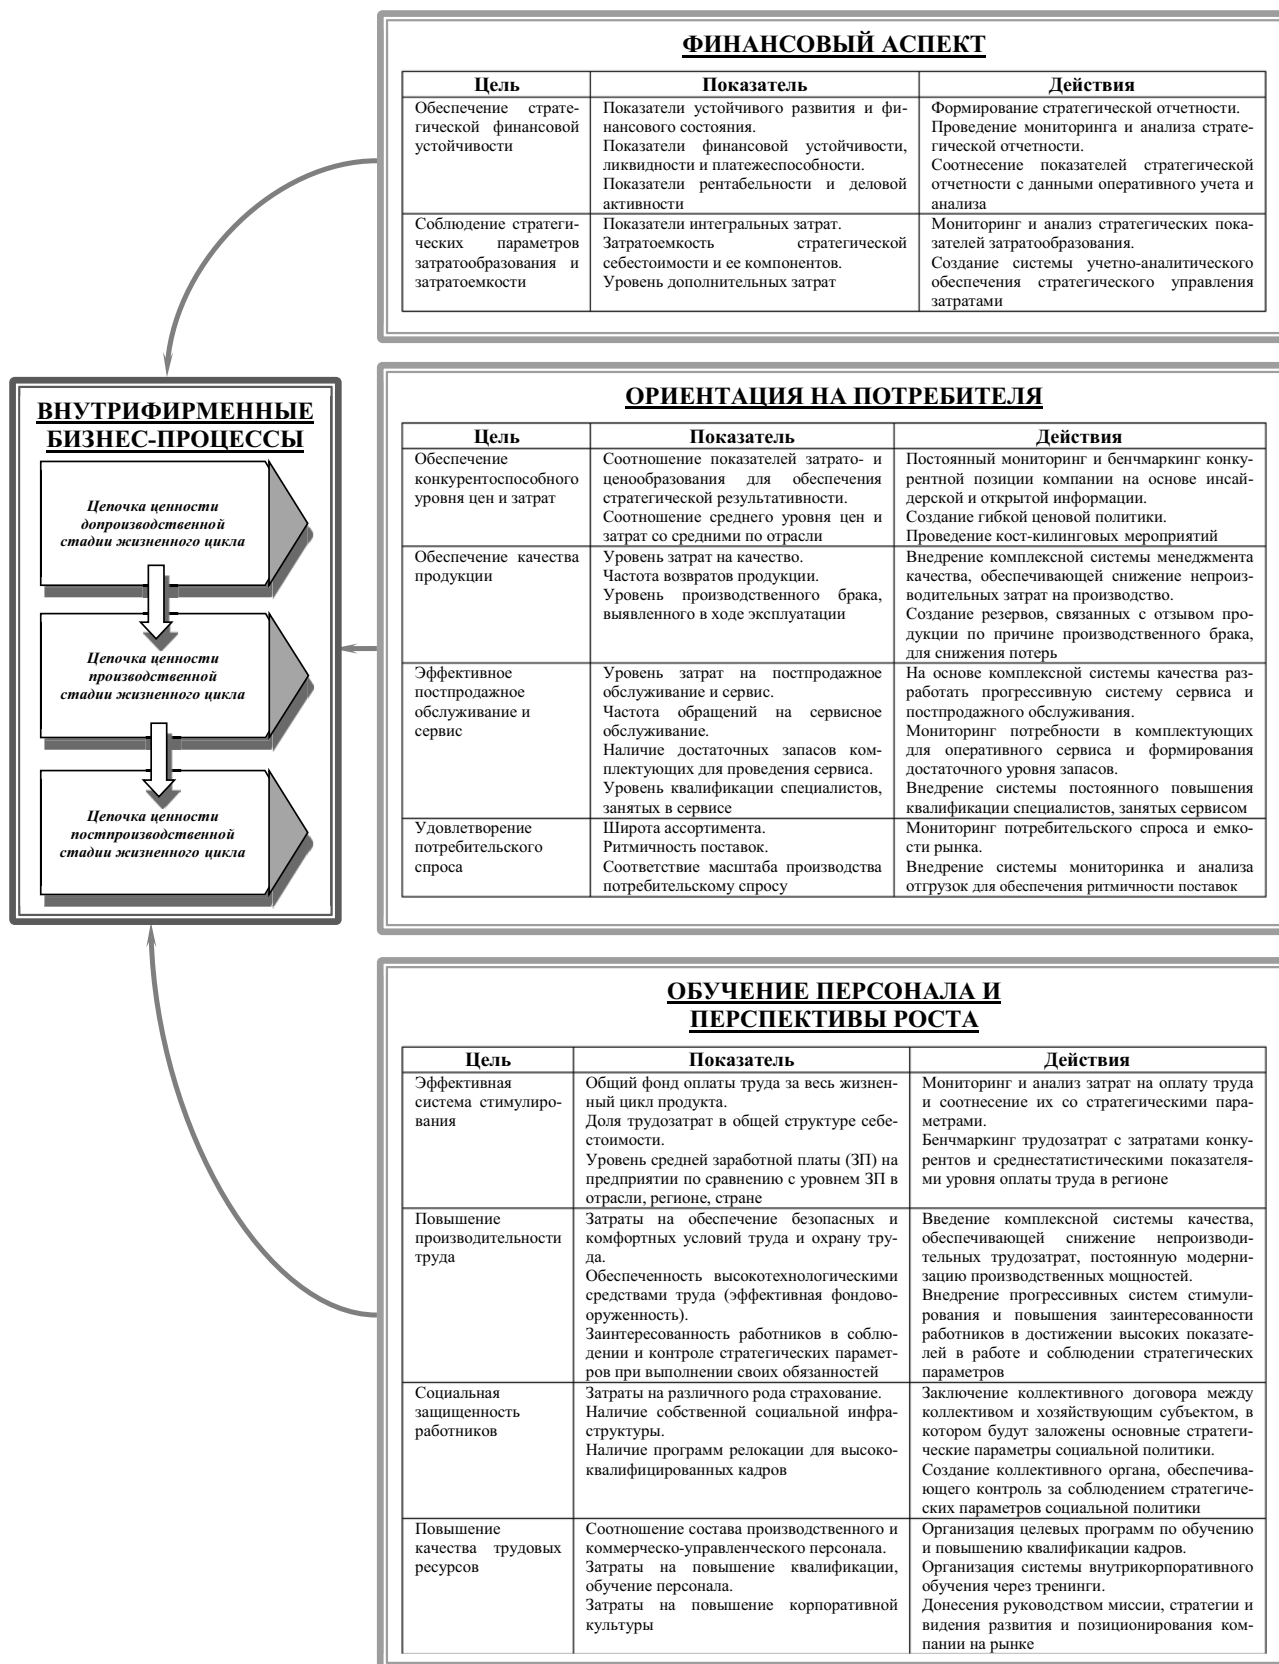 ФИНАНСОВЫЙ АСПЕКТ
Цель Показатель Действия
Обеспечение страте-
гической финансовой
устойчивости
Показатели устойчивого развития и фи-
нансового состояния.
Показатели финансовой устойчивости,
ликвидности и платежеспособности.
Показатели рентабельности и деловой
активности
Формирование стратегической отчетности.
Проведение мониторинга и анализа страте-
гической отчетности.
Соотнесение показателей стратегической
отчетности с данными оперативного учета и
анализа
Соблюдение стратеги-
ческих параметров
затратообразования и
затратоемкости
Показатели интегральных затрат.
Затратоемкость стратегической
себестоимости и ее компонентов.
Уровень дополнительных затрат
Мониторинг и анализ стратегических пока-
зателей затратообразования.
Создание системы учетно-аналитического
обеспечения стратегического управления
затратами
ВНУТРИФИРМЕННЫЕ
БИЗНЕС-ПРОЦЕССЫ
Цепочка ценности
допроизводственной
стадии жизненного цикла
Цепочка ценности
производственной
стадии жизненного цикла
Цепочка ценности
постпроизводственной
стадии жизненного цикла
ОРИЕНТАЦИЯ НА ПОТРЕБИТЕЛЯ
Цель Показатель Действия
Обеспечение
конкурентоспособного
уровня цен и затрат
Соотношение показателей затрато- и
ценообразования для обеспечения
стратегической результативности.
Соотношение среднего уровня цен и
затрат со средними по отрасли
Постоянный мониторинг и бенчмаркинг конку-
рентной позиции компании на основе инсай-
дерской и открытой информации.
Создание гибкой ценовой политики.
Проведение кост-килинговых мероприятий
Обеспечение качества
продукции
Уровень затрат на качество.
Частота возвратов продукции.
Уровень производственного брака,
выявленного в ходе эксплуатации
Внедрение комплексной системы менеджмента
качества, обеспечивающей снижение непроиз-
водительных затрат на производство.
Создание резервов, связанных с отзывом про-
дукции по причине производственного брака,
для снижения потерь
Эффективное
постпродажное
обслуживание и
сервис
Уровень затрат на постпродажное
обслуживание и сервис.
Частота обращений на сервисное
обслуживание.
Наличие достаточных запасов ком-
плектующих для проведения сервиса.
Уровень квалификации специалистов,
занятых в сервисе
На основе комплексной системы качества раз-
работать прогрессивную систему сервиса и
постпродажного обслуживания.
Мониторинг потребности в комплектующих
для оперативного сервиса и формирования
достаточного уровня запасов.
Внедрение системы постоянного повышения
квалификации специалистов, занятых сервисом
Удовлетворение
потребительского
спроса
Широта ассортимента.
Ритмичность поставок.
Соответствие масштаба производства
потребительскому спросу
Мониторинг потребительского спроса и емко-
сти рынка.
Внедрение системы мониторинка и анализа
отгрузок для обеспечения ритмичности поставок
ОБУЧЕНИЕ ПЕРСОНАЛА И
ПЕРСПЕКТИВЫ РОСТА
Цель Показатель Действия
Эффективная
система стимулиро-
вания
Общий фонд оплаты труда за весь жизнен-
ный цикл продукта.
Доля трудозатрат в общей структуре себе-
стоимости.
Уровень средней заработной платы (ЗП) на
предприятии по сравнению с уровнем ЗП в
отрасли, регионе, стране
Мониторинг и анализ затрат на оплату труда
и соотнесение их со стратегическими пара-
метрами.
Бенчмаркинг трудозатрат с затратами конку-
рентов и среднестатистическими показателя-
ми уровня оплаты труда в регионе
Повышение
производительности
труда
Затраты на обеспечение безопасных и
комфортных условий труда и охрану тру-
да.
Обеспеченность высокотехнологическими
средствами труда (эффективная фондово-
оруженность).
Заинтересованность работников в соблю-
дении и контроле стратегических парамет-
ров при выполнении своих обязанностей
Введение комплексной системы качества,
обеспечивающей снижение непроизводи-
тельных трудозатрат, постоянную модерни-
зацию производственных мощностей.
Внедрение прогрессивных систем стимули-
рования и повышения заинтересованности
работников в достижении высоких показате-
лей в работе и соблюдении стратегических
параметров
Социальная
защищенность
работников
Затраты на различного рода страхование.
Наличие собственной социальной инфра-
структуры.
Наличие программ релокации для высоко-
квалифицированных кадров
Заключение коллективного договора между
коллективом и хозяйствующим субъектом, в
котором будут заложены основные стратеги-
ческие параметры социальной политики.
Создание коллективного органа, обеспечива-
ющего контроль за соблюдением стратегиче-
ских параметров социальной политики
Повышение
качества трудовых
ресурсов
Соотношение состава производственного и
коммерческо-управленческого персонала.
Затраты на повышение квалификации,
обучение персонала.
Затраты на повышение корпоративной
культуры
Организация целевых программ по обучению
и повышению квалификации кадров.
Организация системы внутрикорпоративного
обучения через тренинги.
Донесения руководством миссии, стратегии и
видения развития и позиционирования ком-
пании на рынке